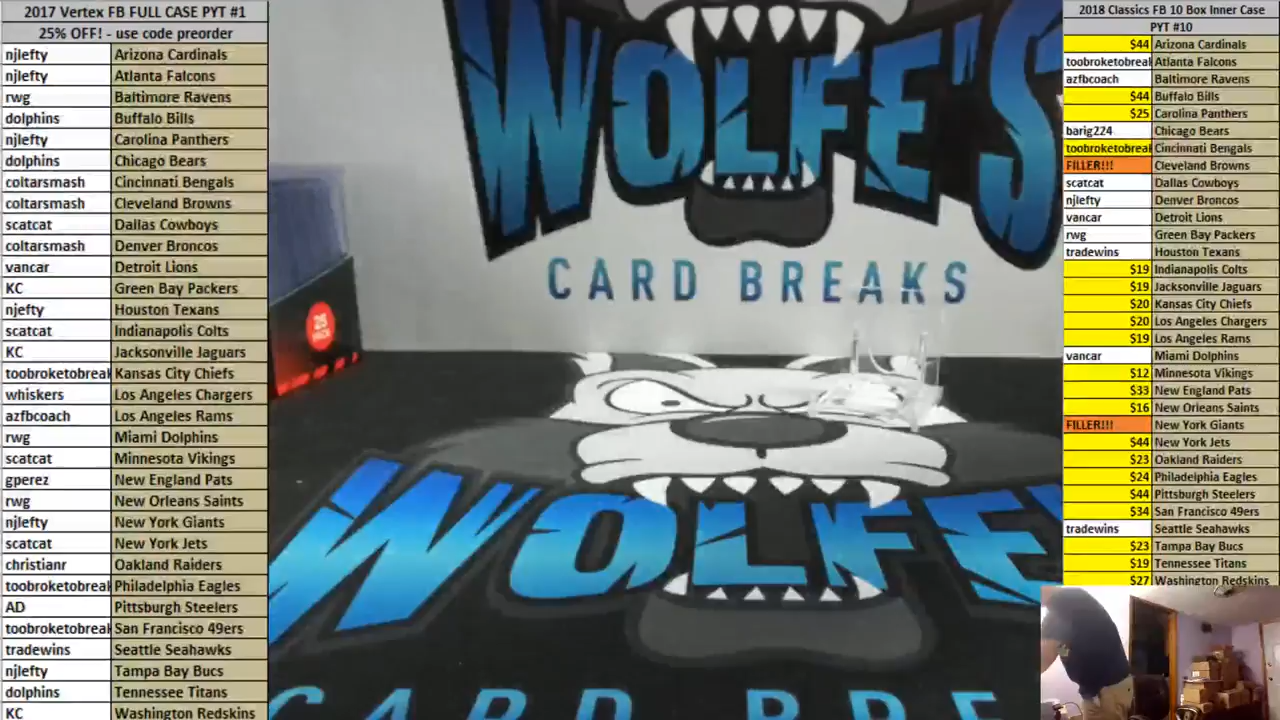 2017 Vertex FB FULL CASE PYT #1
25% OFF! - use code preorder
njlefty Arizona Cardinals
njlefty Atlanta Falcons
rwg Baltimore Ravens
dolphins Buffalo Bills
njlefty Carolina Panthers
dolphins Chicago Bears
coltarsmash Cincinnati Bengals
coltarsmash Cleveland Browns
scatcat Dallas Cowboys
coltarsmash Denver Broncos
vancar Detroit Lions
KC Green Bay Packers
njefty Houston Texans
scatcat Indianapolis Colts
KC Jacksonville Jaguars
toobroketobreak Kansas City Chiefs
whiskers Los Angeles Chargers
azfbcoach Los Angeles Rams
rwg Miami Dolphins
scatcat Minnesota Vikings
gperez New England Pats
rwg New Orleans Saints
njlefty New York Giants
scatcat New York Jets
christianr Oakland Raiders
toobroketobreak Philadelphia Eagles
AD Pittsburgh Steelers
toobroketobreak San Francisco 49ers
tradewins Seattle Seahawks
njlefty Tampa Bay Bucs
dolphins Tennessee Titans
KC Washington Redskins
WOLFE'S
CARD BREAKS
WOLFE'
CARD BRE
2018 Classics FB 10 Box Inner Case
PYT #10
$44 Arizona Cardinals
toobroketobreak Atlanta Falcons
azfbcoach Baltimore Ravens
$44 Buffalo Bills
$25 Carolina Panthers
barig224 Chicago Bears
toobroketobreak Cincinnati Bengals
FILLER!!! Cleveland Browns
scatcat Dallas Cowboys
njlefty Denver Broncos
vancar Detroit Lions
rwg Green Bay Packers
tradewins Houston Texans
$19 Indianapolis Colts
$19 Jacksonville Jaguars
$20 Kansas City Chiefs
$20 Los Angeles Chargers
$19 Los Angeles Rams
vancar Miami Dolphins
$12 Minnesota Vikings
$33 New England Pats
$16 New Orleans Saints
FILLER!!! New York Giants
$44 New York Jets
$23 Oakland Raiders
$24 Philadelphia Eagles
$44 Pittsburgh Steelers
$34 San Francisco 49ers
tradewins Seattle Seahawks
$23 Tampa Bay Bucs
$19 Tennessee Titans
$27 Washington Redskins